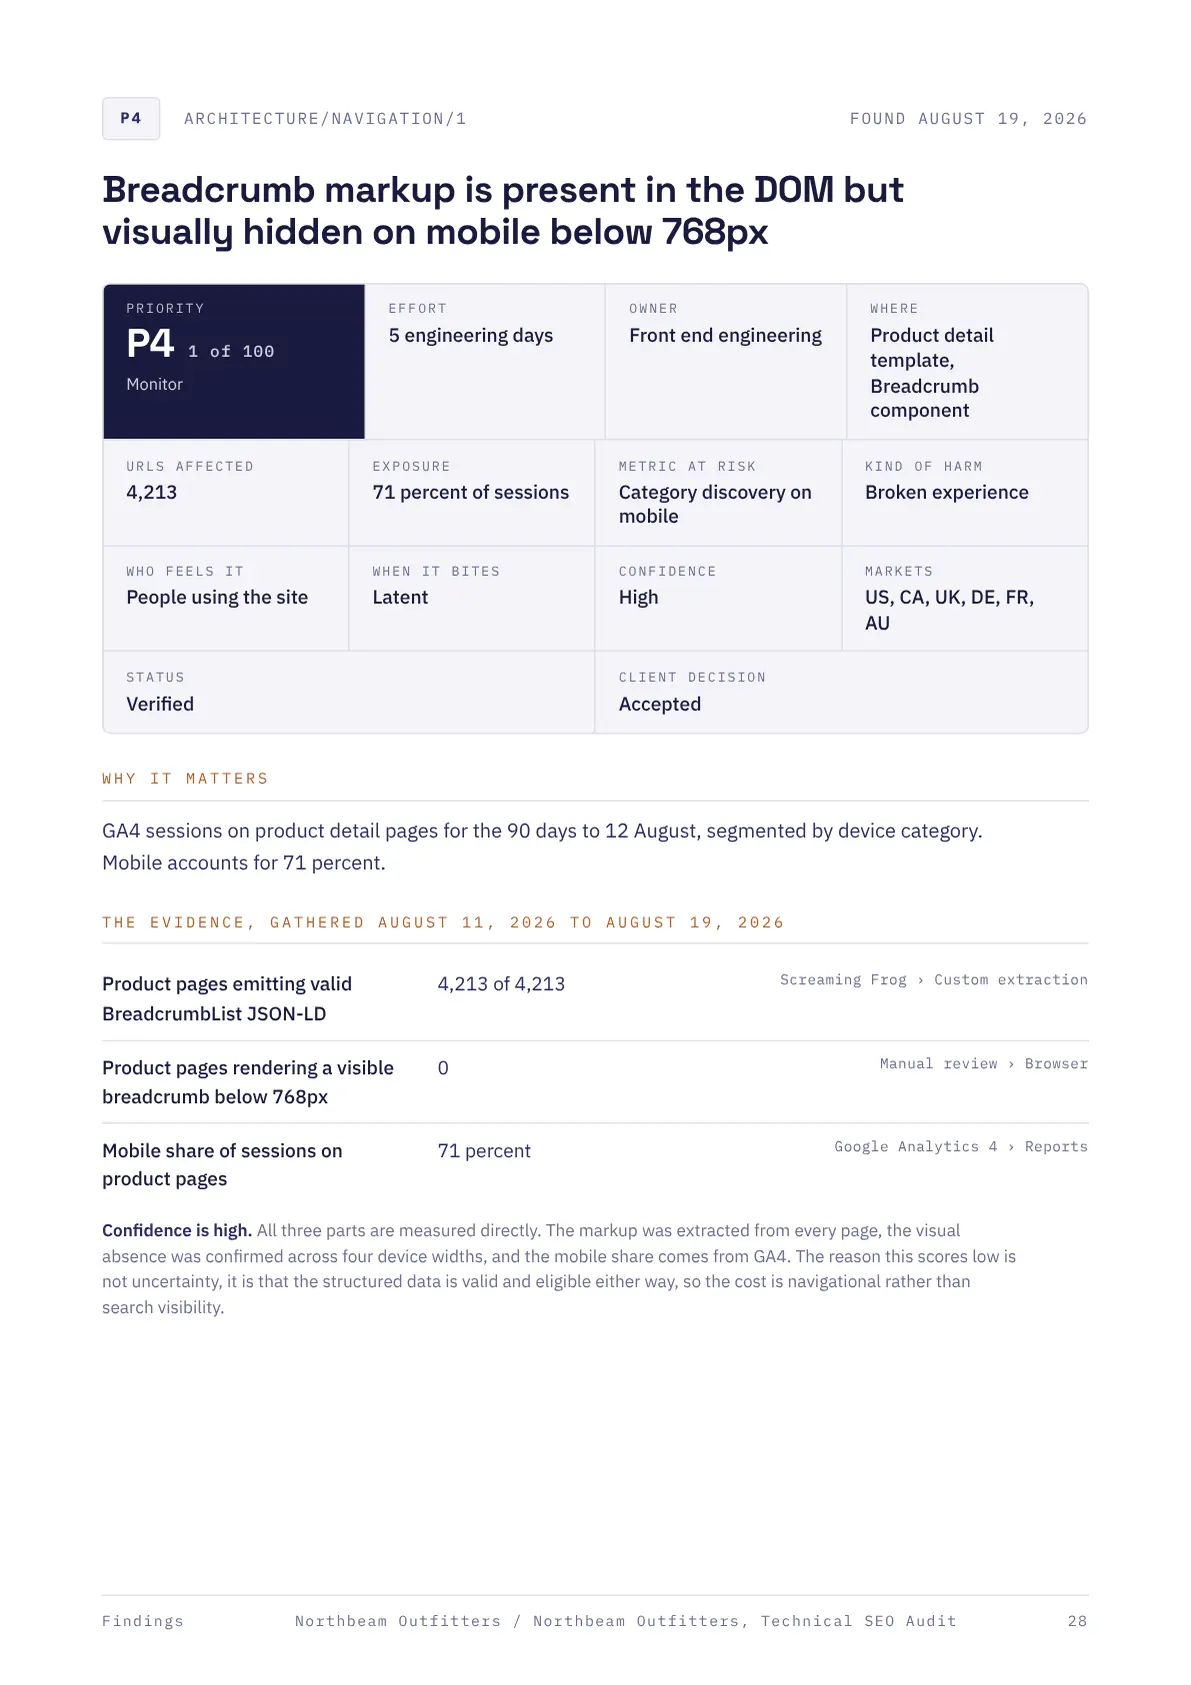 P4 ARCHITECTURE/NAVIGATION/1 FOUND AUGUST 19, 2026
Breadcrumb markup is present in the DOM but
visually hidden on mobile below 768px
PRIORITY
P4 1 of 100
Monitor
EFFORT
5 engineering days
OWNER
Front end engineering
WHERE
Product detail
template,
Breadcrumb
component
URLS AFFECTED
4,213
EXPOSURE
71 percent of sessions
METRIC AT RISK
Category discovery on
mobile
KIND OF HARM
Broken experience
WHO FEELS IT
People using the site
WHEN IT BITES
Latent
CONFIDENCE
High
MARKETS
US, CA, UK, DE, FR,
AU
STATUS
Verified
CLIENT DECISION
Accepted
WHY IT MATTERS
GA4 sessions on product detail pages for the 90 days to 12 August, segmented by device category.
Mobile accounts for 71 percent.
THE EVIDENCE, GATHERED AUGUST 11, 2026 TO AUGUST 19, 2026
Product pages emitting valid
BreadcrumbList JSON-LD
4,213 of 4,213
Screaming Frog › Custom extraction
Product pages rendering a visible
breadcrumb below 768px
0
Manual review › Browser
Mobile share of sessions on
product pages
71 percent
Google Analytics 4 › Reports
Confidence is high. All three parts are measured directly. The markup was extracted from every page, the visual
absence was confirmed across four device widths, and the mobile share comes from GA4. The reason this scores low is
not uncertainty, it is that the structured data is valid and eligible either way, so the cost is navigational rather than
search visibility.
Findings Northbeam Outfitters / Northbeam Outfitters, Technical SEO Audit 28